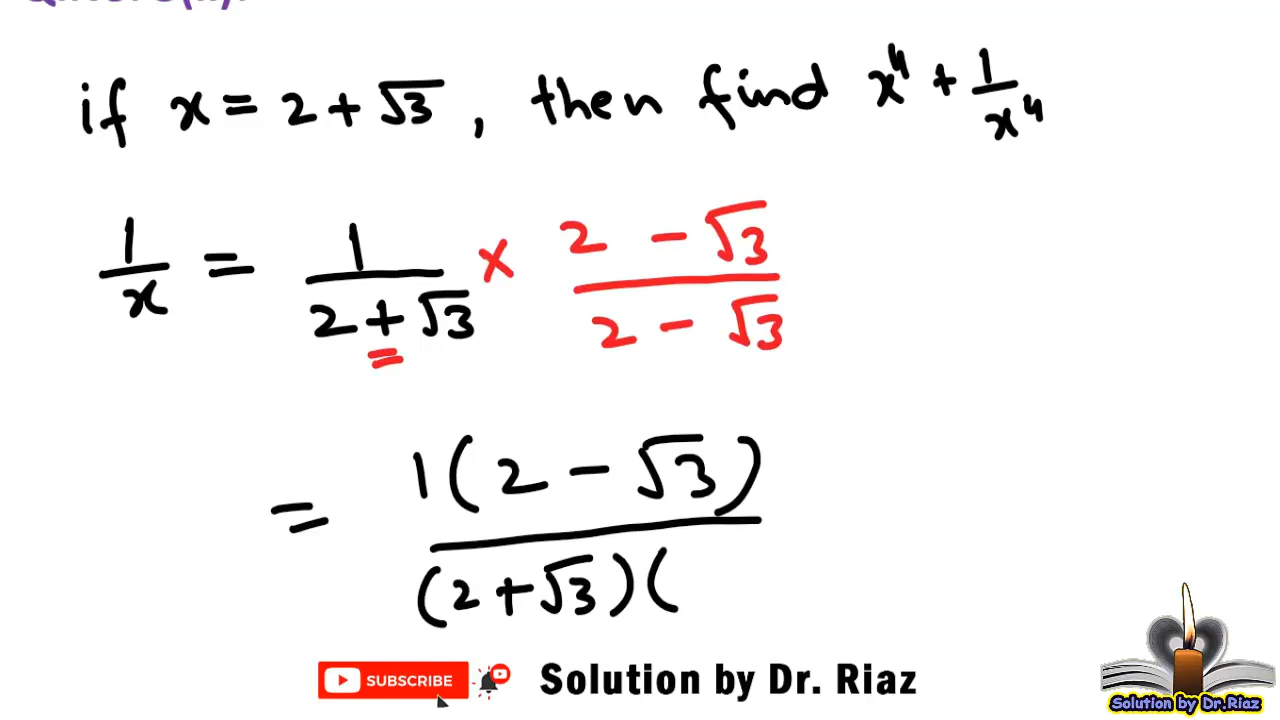 if x = 2 + √3 , then find x⁴ + 1/x⁴
1/x = 1/(2 + √3) × (2 - √3)/(2 - √3)
= 1(2 - √3)/(2 + √3)(
SUBSCRIBE
Solution by Dr. Riaz
Solution by Dr.Riaz